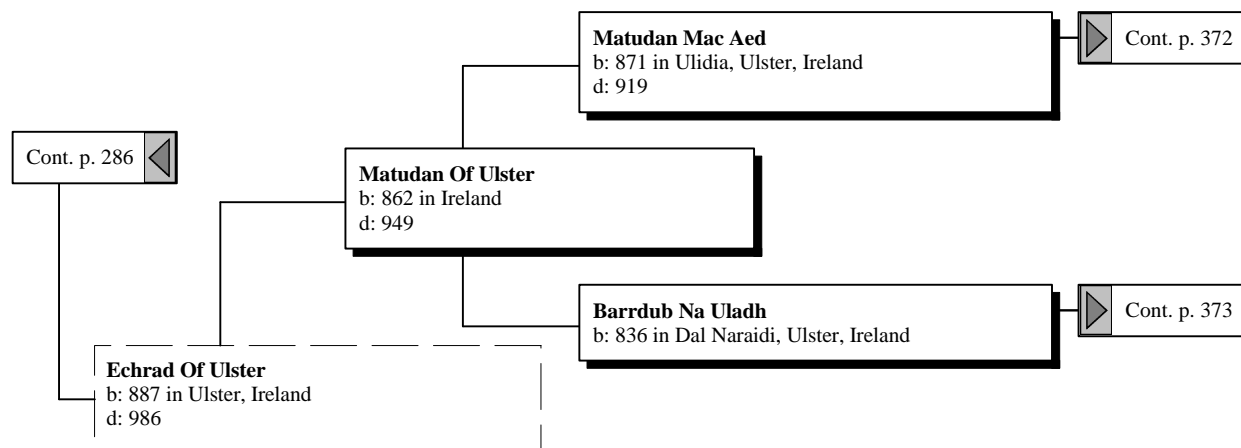 Matudan Mac Aed
b: 871 in Ulidia, Ulster, Ireland
d: 919
Cont. p. 372
Cont. p. 286
Matudan Of Ulster
b: 862 in Ireland
d: 949
Barrdub Na Uladh
b: 836 in Dal Naraidi, Ulster, Ireland
Cont. p. 373
Echrad Of Ulster
b: 887 in Ulster, Ireland
d: 986